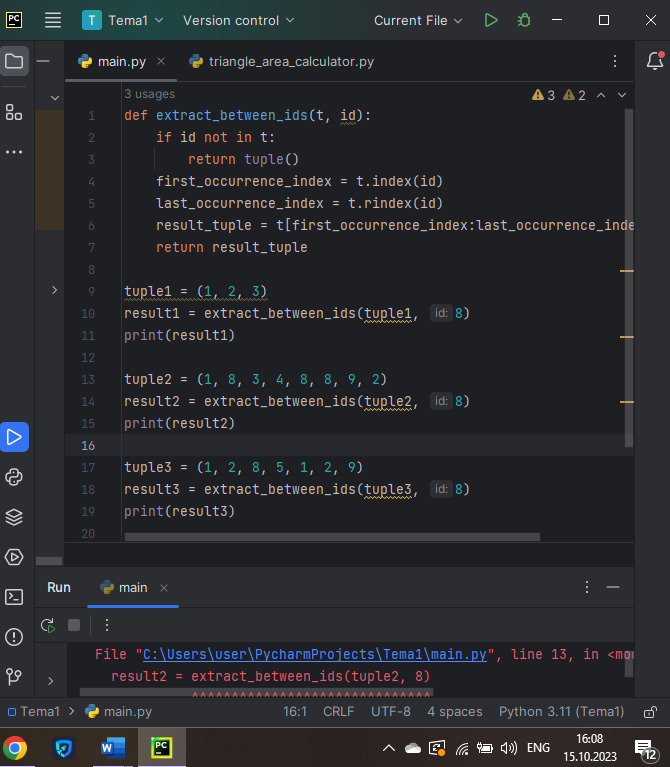 PC T Tema1 Version control Current File
main.py triangle_area_calculator.py
3 usages 3 2
1 def extract_between_ids(t, id):
2 if id not in t:
3 return tuple()
4 first_occurrence_index = t.index(id)
5 last_occurrence_index = t.rindex(id)
6 result_tuple = t[first_occurrence_index:last_occurrence_inde
7 return result_tuple
8
9 tuple1 = (1, 2, 3)
10 result1 = extract_between_ids(tuple1, id: 8)
11 print(result1)
12
13 tuple2 = (1, 8, 3, 4, 8, 8, 9, 2)
14 result2 = extract_between_ids(tuple2, id: 8)
15 print(result2)
16
17 tuple3 = (1, 2, 8, 5, 1, 2, 9)
18 result3 = extract_between_ids(tuple3, id: 8)
19 print(result3)
20
Run main
File "C:\Users\user\PycharmProjects\Tema1\main.py", line 13, in <mod
result2 = extract_between_ids(tuple2, 8)
^^^^^^^^^^^^^^^^^^^^^^^^^^^^^^
Tema1 > main.py 16:1 CRLF UTF-8 4 spaces Python 3.11 (Tema1)
W PC ENG 16:08
15.10.2023 12